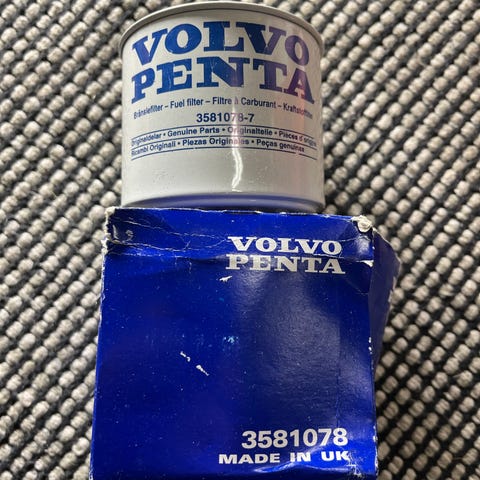 VOLVO
PENTA
Bränslefilter – Fuel filter – Filtre à Carburant – Kraftstoffilter
3581078-7
Originaldelar • Genuine Parts • Originalteile • Pièces d'origine
Ricambi Originali • Piezas Originales • Peças genuinas
VOLVO
PENTA
3581078
MADE IN UK